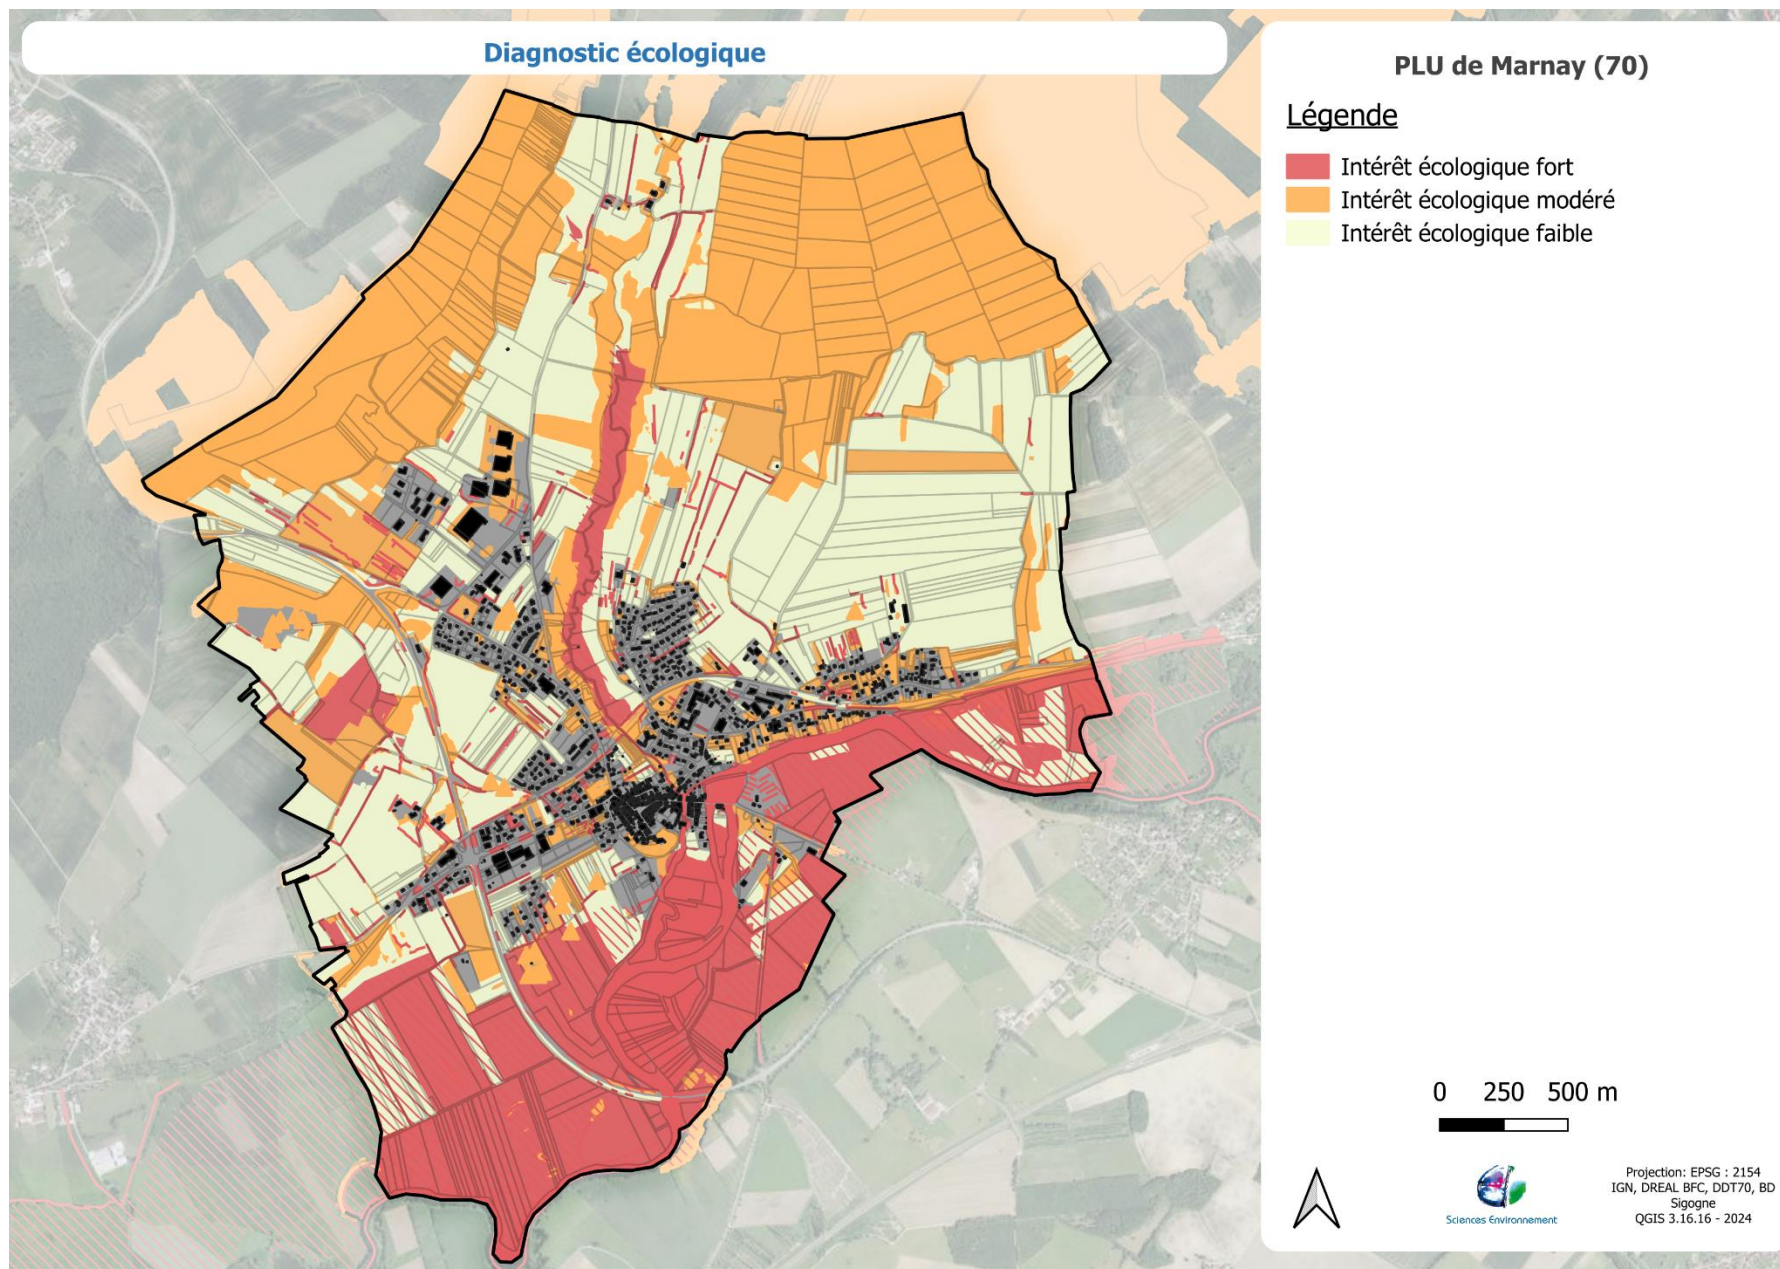 Diagnostic écologique
PLU de Marnay (70)
Légende
Intérêt écologique fort
Intérêt écologique modéré
Intérêt écologique faible
0 250 500 m
Sciences Environnement
Projection: EPSG : 2154
IGN, DREAL BFC, DDT70, BD
Sigogne
QGIS 3.16.16 - 2024